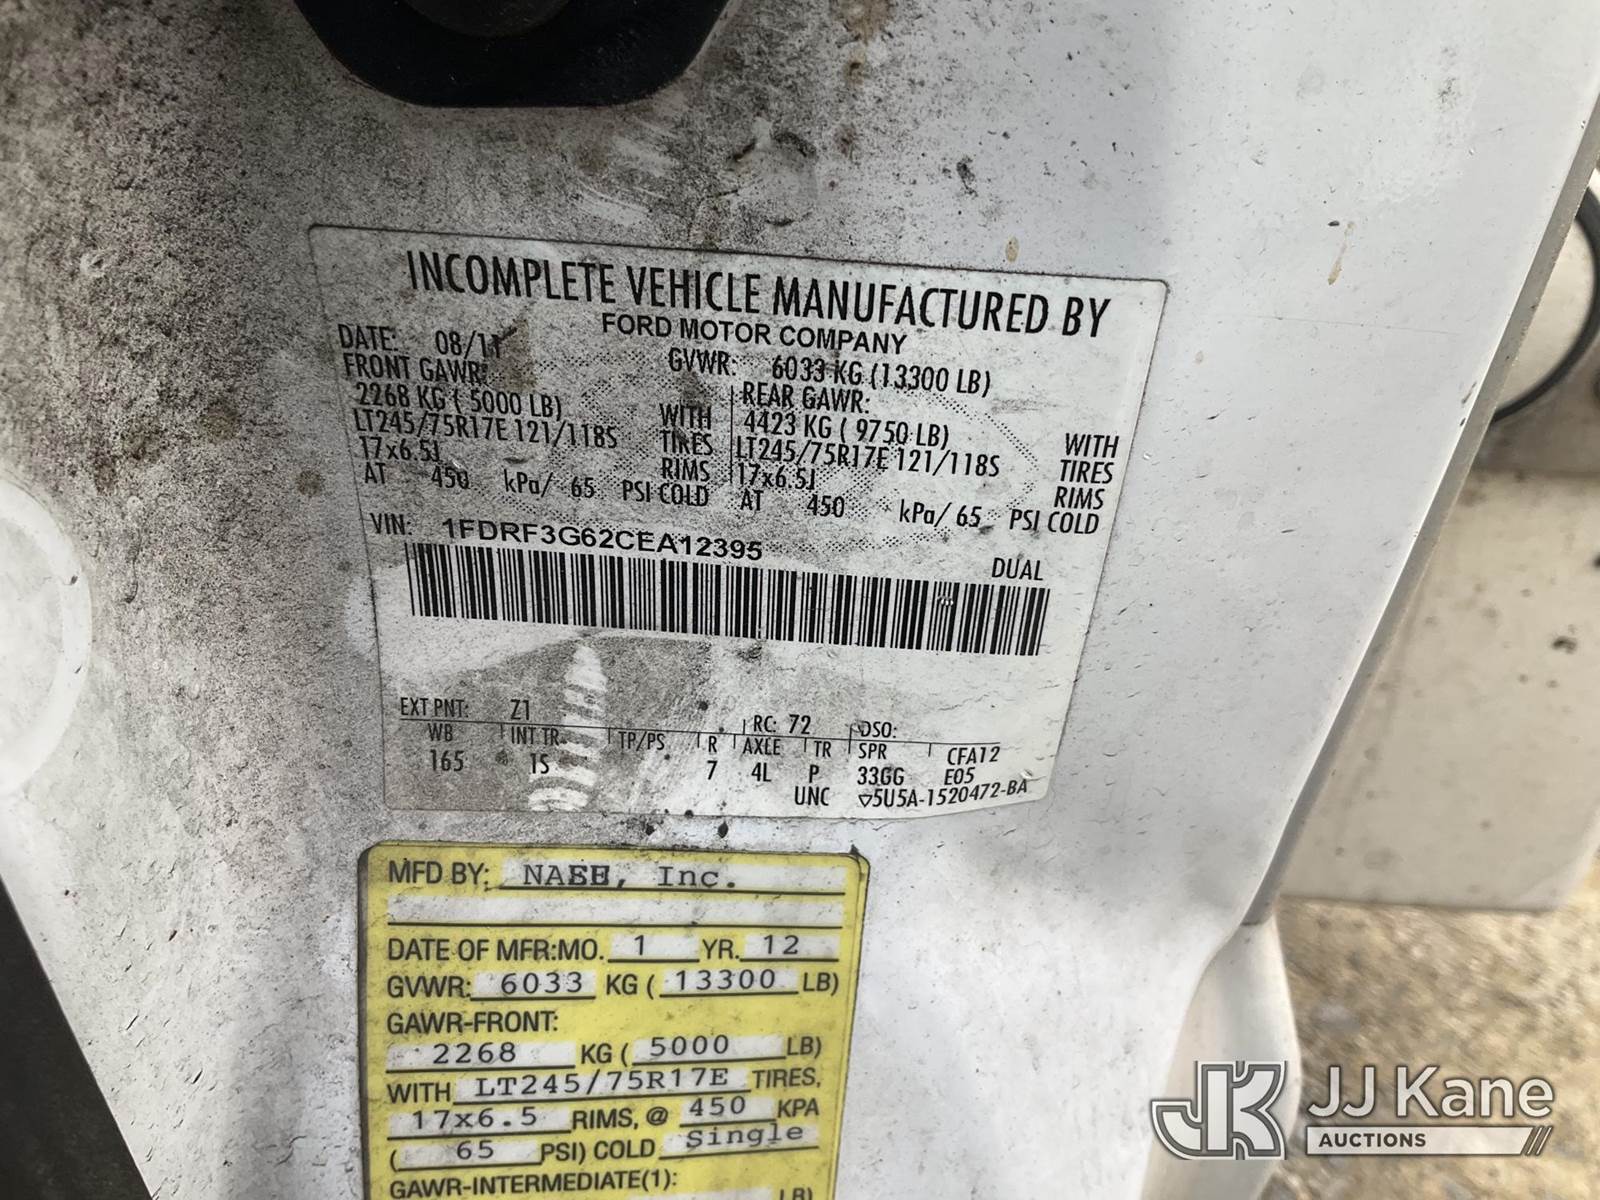 INCOMPLETE VEHICLE MANUFACTURED BY
FORD MOTOR COMPANY
DATE: 08/11 GVWR: 6033 KG (13300 LB)
FRONT GAWR: REAR GAWR:
2268 KG ( 5000 LB) WITH 4423 KG ( 9750 LB) WITH
LT245/75R17E 121/118S TIRES LT245/75R17E 121/118S TIRES
17x6.5J RIMS 17x6.5J RIMS
AT 450 kPa/ 65 PSI COLD AT 450 kPa/ 65 PSI COLD
VIN: 1FDRF3G62CEA12395
DUAL
EXT PNT: Z1 RC: 72 DSO:
WB INT TR TP/PS R AXLE TR SPR CFA12
165 1S 7 4L P 33GG E05
UNC 5U5A-1520472-BA
MFD BY: Inc.
DATE OF MFR:MO. 1 YR. 12
GVWR: 6033 KG ( 13300 LB)
GAWR-FRONT:
2268 KG ( 5000 LB)
WITH LT245/75R17E TIRES,
17x6.5 RIMS, @ 450 KPA
( 65 PSI) COLD Single
GAWR-INTERMEDIATE(1):
LB)
JK JJ Kane
AUCTIONS